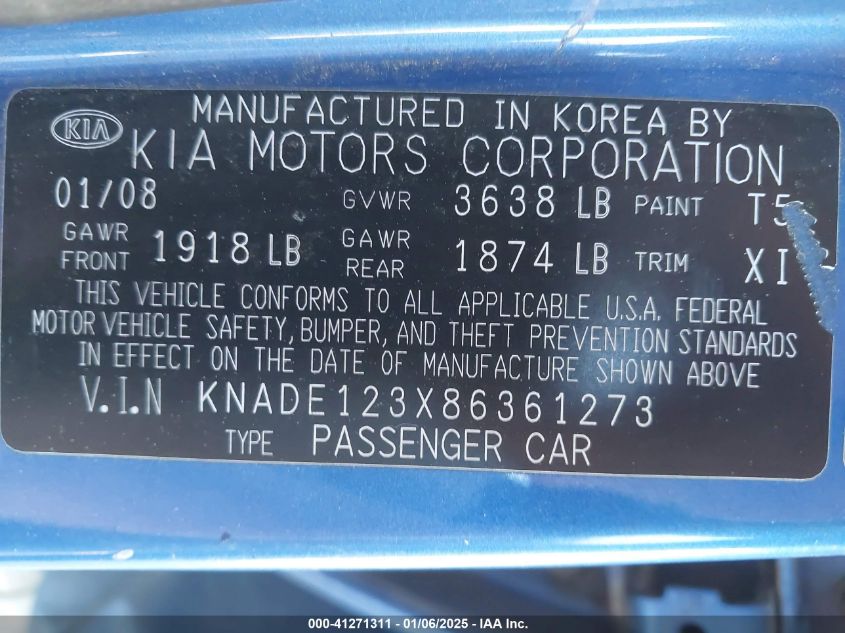 MANUFACTURED IN KOREA BY
KIA KIA MOTORS CORPORATION
01/08 GVWR 3638 LB PAINT T5
GAWR FRONT 1918 LB GAWR REAR 1874 LB TRIM XI
THIS VEHICLE CONFORMS TO ALL APPLICABLE U.S.A. FEDERAL
MOTOR VEHICLE SAFETY, BUMPER, AND THEFT PREVENTION STANDARDS
IN EFFECT ON THE DATE OF MANUFACTURE SHOWN ABOVE
V.I.N KNADE123X86361273
TYPE PASSENGER CAR
000-41271311 - 01/06/2025 - IAA Inc.